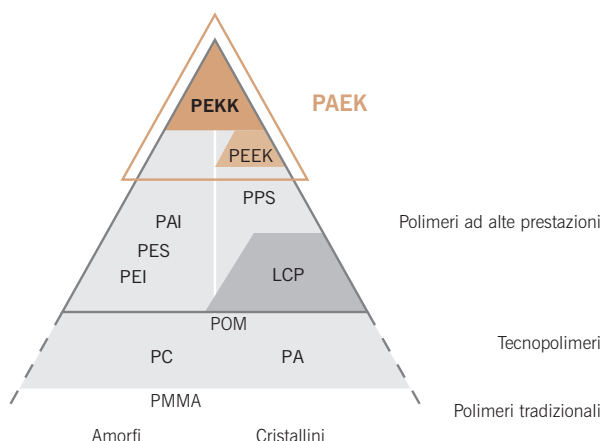 PEKK
PAEK
PEEK
PPS
PAI
Polimeri ad alte prestazioni
PES
PEI
LCP
POM
Tecnopolimeri
PC
PA
PMMA
Polimeri tradizionali
Amorfi
Cristallini